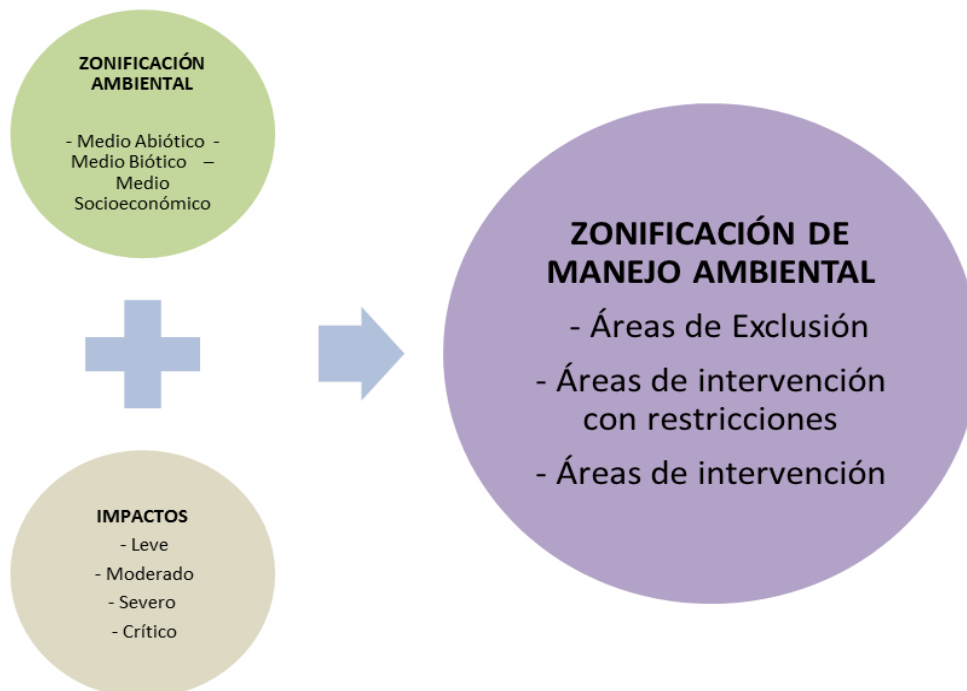 ZONIFICACIÓN
AMBIENTAL
- Medio Abiótico -
Medio Biótico –
Medio
Socioeconómico
IMPACTOS
- Leve
- Moderado
- Severo
- Crítico
ZONIFICACIÓN DE
MANEJO AMBIENTAL
- Áreas de Exclusión
- Áreas de intervención
con restricciones
- Áreas de intervención